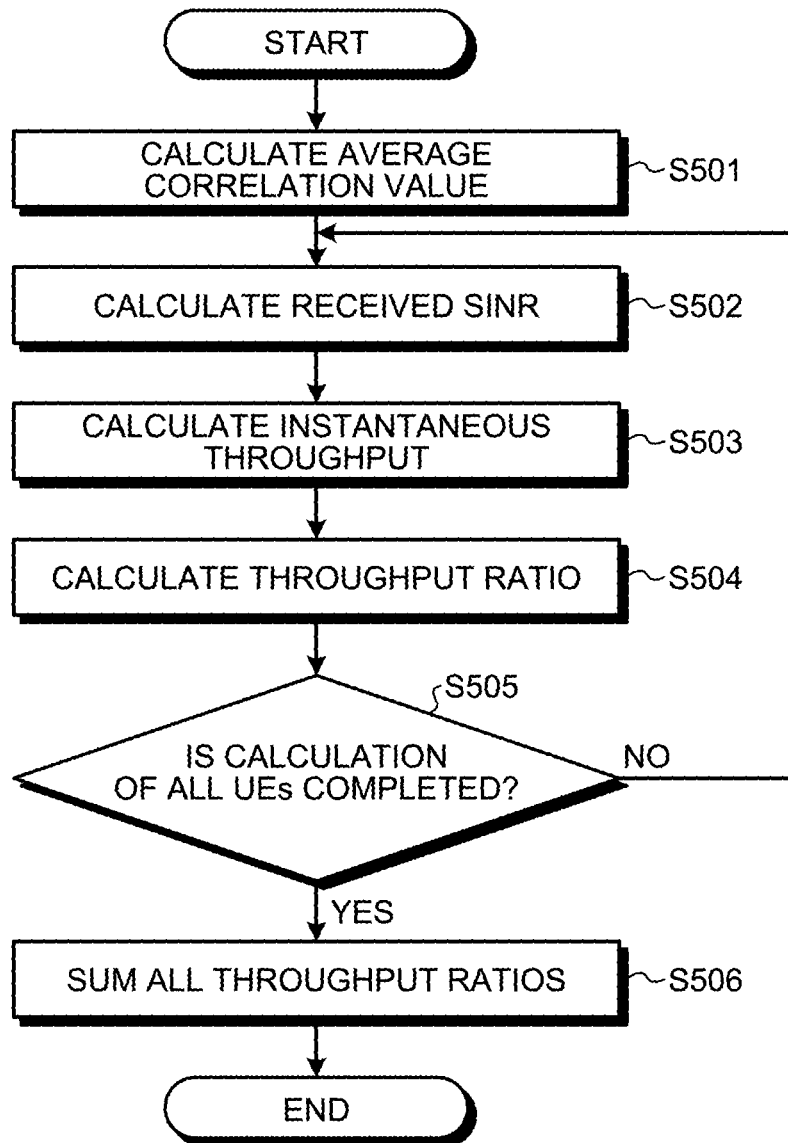 START
CALCULATE AVERAGE
CORRELATION VALUE
S501
CALCULATE RECEIVED SINR
S502
CALCULATE INSTANTANEOUS
THROUGHPUT
S503
CALCULATE THROUGHPUT RATIO
S504
S505
IS CALCULATION
OF ALL UEs COMPLETED?
NO
YES
SUM ALL THROUGHPUT RATIOS
S506
END